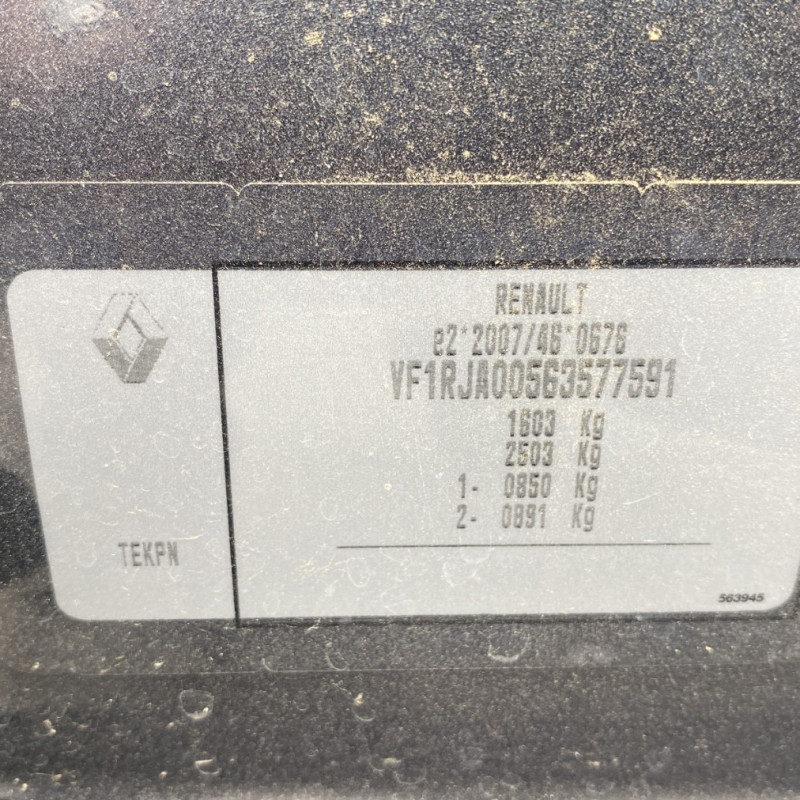 RENAULT
e2*2007/46*0676
VF1RJA00563577591
1603 Kg
2503 Kg
1- 0850 Kg
2- 0891 Kg
TEKPN
563945